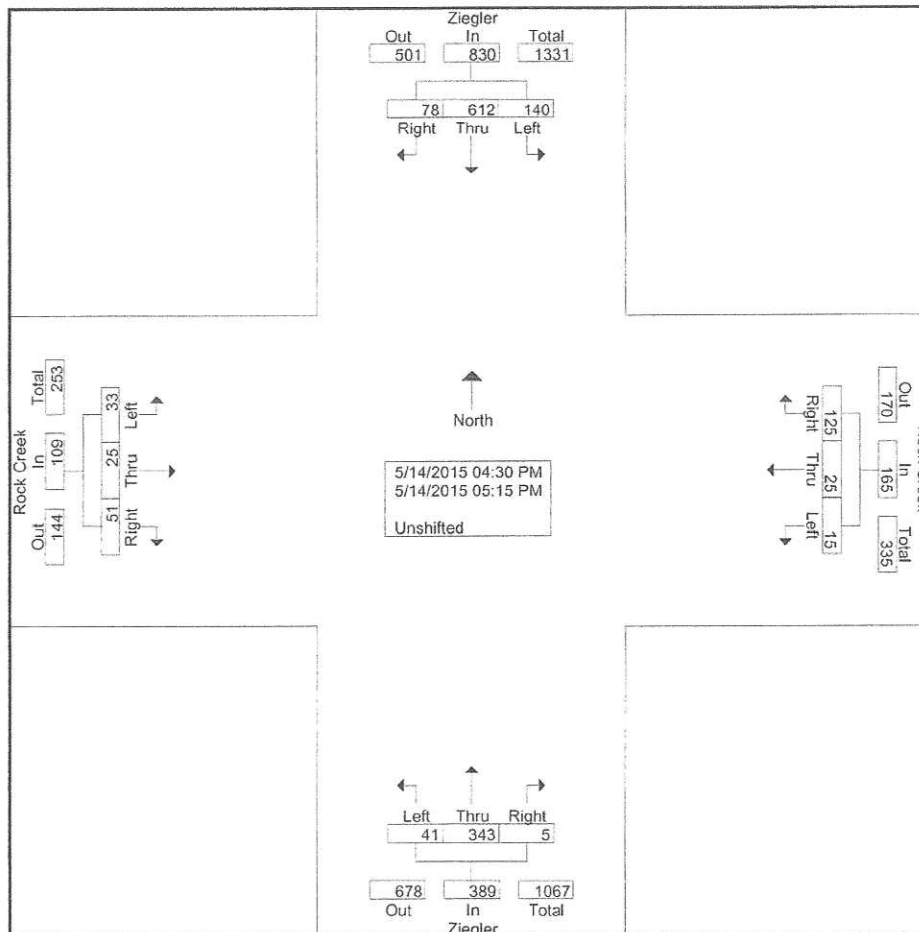 Ziegler
Out In Total
501 830 1331
78 612 140
Right Thru Left
Rock Creek
Out In Total
144 109 253
33 25 51
Left Thru Right
North
5/14/2015 04:30 PM
5/14/2015 05:15 PM
Unshifted
Out In Total
170 165 335
125 25 15
Right Thru Left
Left Thru Right
41 343 5
678 389 1067
Out In Total
Ziegler